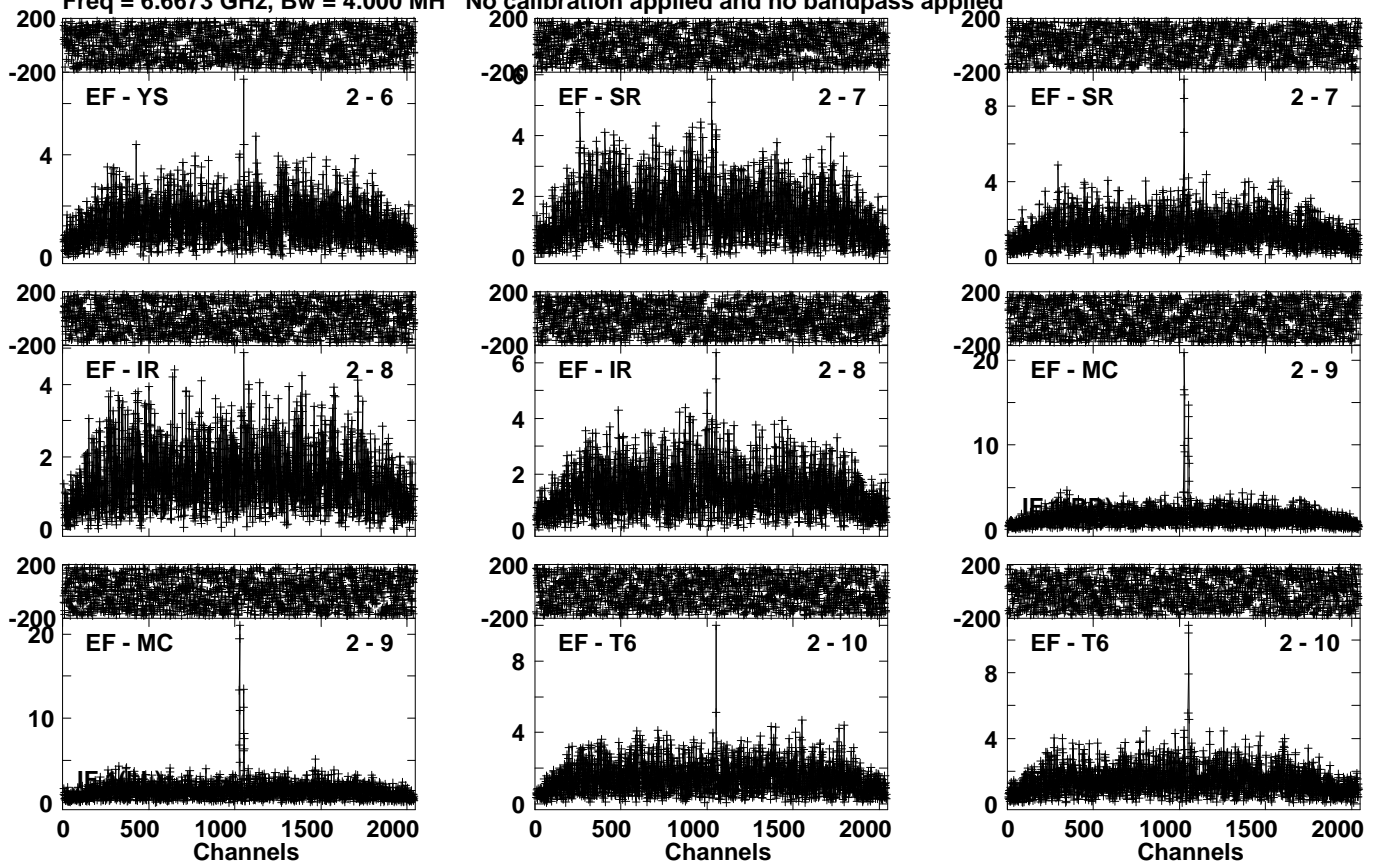 Freq = 6.6673 GHz, Bw = 4.000 MH No calibration applied and no bandpass applied
200 200 200
-200 -200 -200
6
EF - YS 2 - 6 EF - SR 2 - 7 EF - SR 2 - 7
8
4 4 4
2
0 0 0
200 200 200
-200 -200 -200
EF - IR 2 - 8 EF - IR 2 - 8 EF - MC 2 - 9
6 20
4 4 10
2 2
0 0 0
200 200 200
-200 -200 -200
EF - MC 2 - 9 EF - T6 2 - 10 EF - T6 2 - 10
20 8 8
10 4 4
0 0 0
0 500 1000 1500 2000 0 500 1000 1500 2000 0 500 1000 1500 2000
Channels Channels Channels